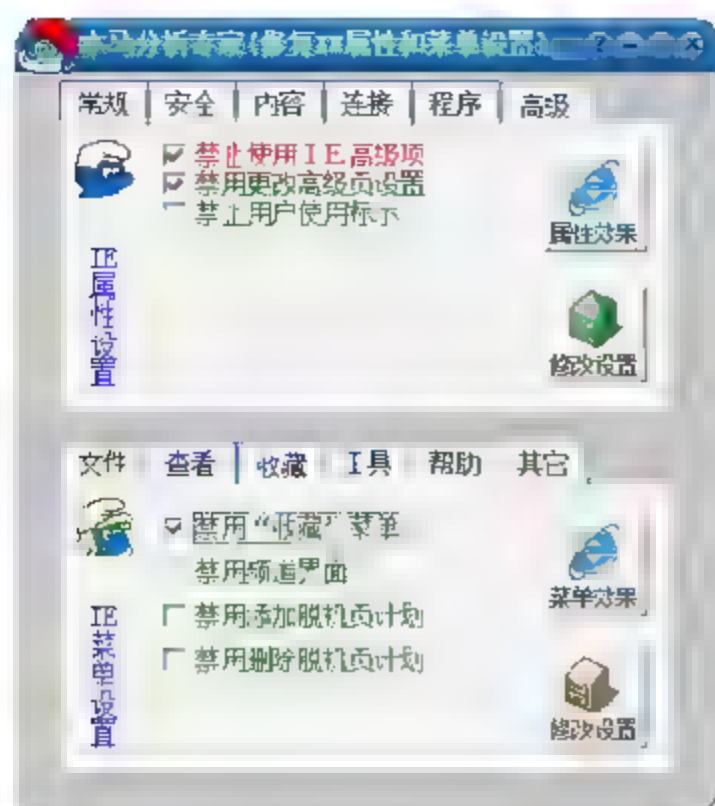 木马分析专家(修复IE属性和菜单设置)
常规 安全 内容 连接 程序 高级
禁止使用IE高级项
禁用更改高级页设置
禁止用户使用标示
属性效果
IE属性设置
修改设置
文件 查看 收藏 工具 帮助 其它
禁用“收藏”菜单
禁用频道界面
菜单效果
禁用添加脱机页计划
禁用删除脱机页计划
IE菜单设置
修改设置